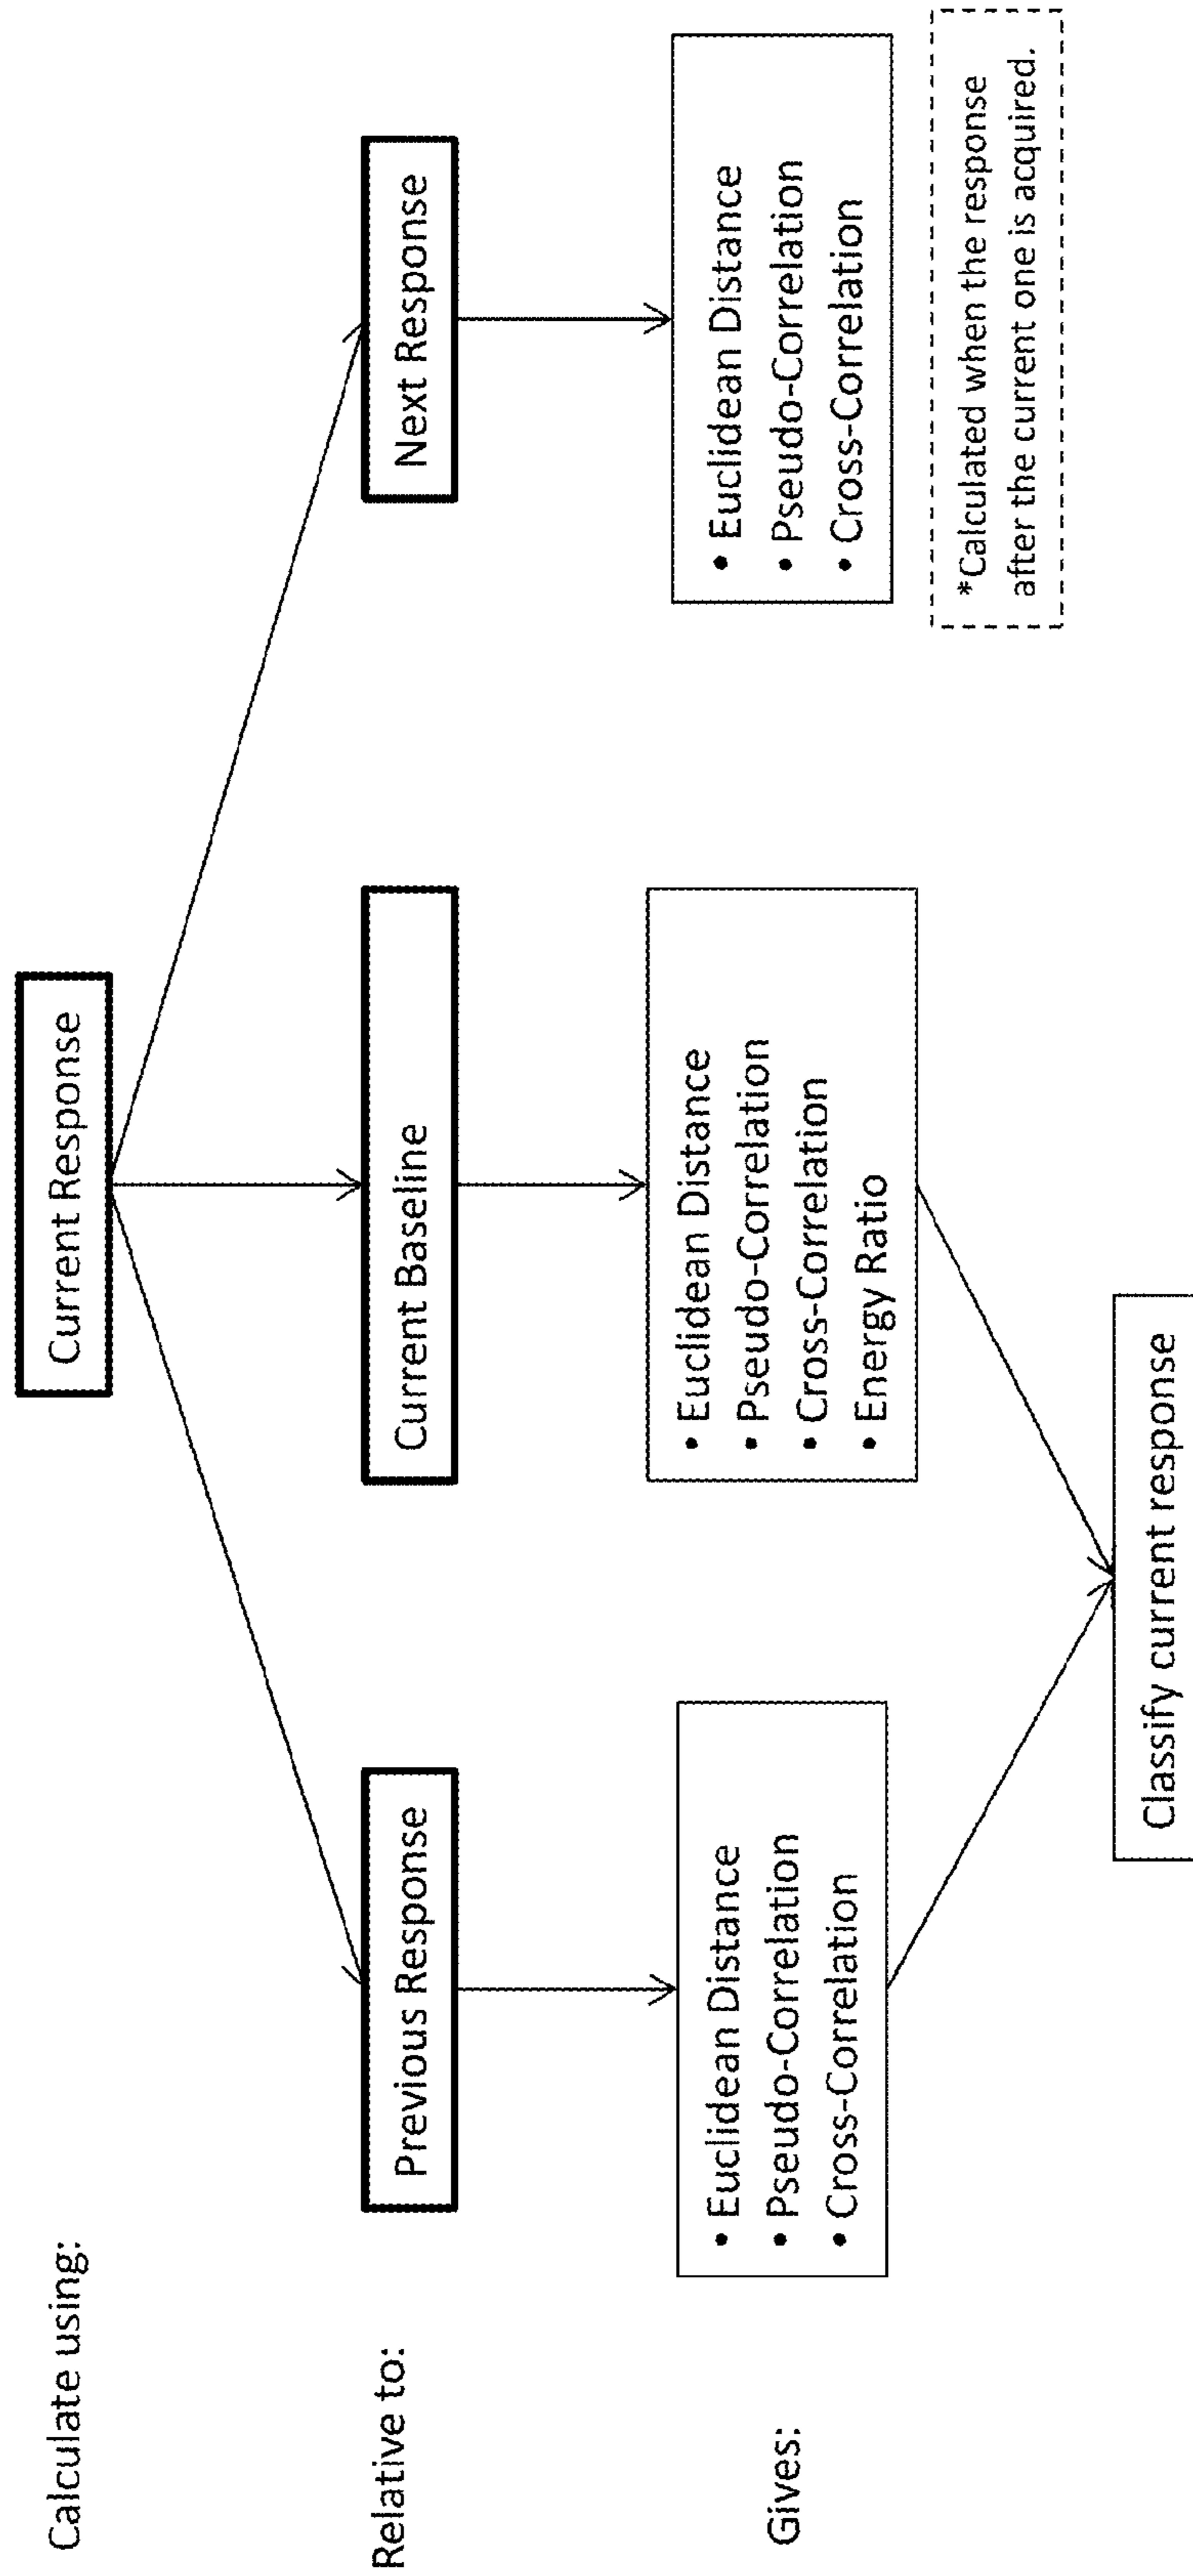 Calculate using:
Current Response
Relative to:
Previous Response
Current Baseline
Next Response
Gives:
• Euclidean Distance
• Pseudo-Correlation
• Cross-Correlation
• Euclidean Distance
• Pseudo-Correlation
• Cross-Correlation
• Energy Ratio
• Euclidean Distance
• Pseudo-Correlation
• Cross-Correlation
*Calculated when the response
after the current one is acquired.
Classify current response